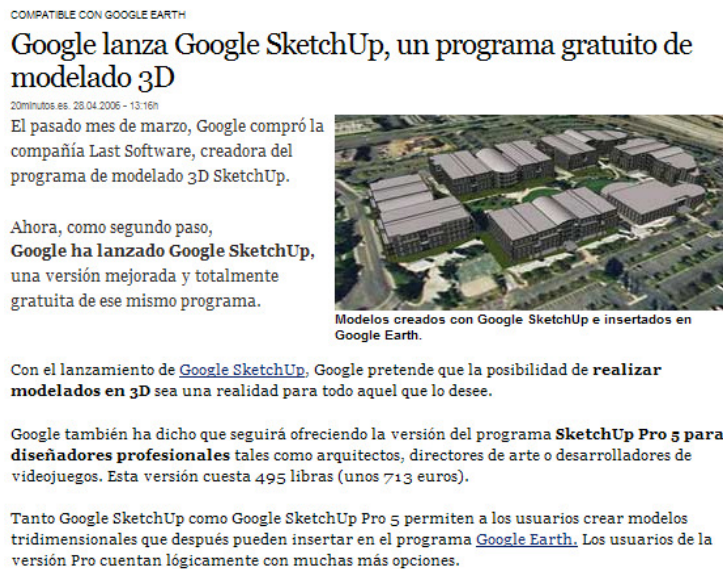 COMPATIBLE CON GOOGLE EARTH
Google lanza Google SketchUp, un programa gratuito de
modelado 3D
20minutos.es. 28.04.2006 - 13:16h
El pasado mes de marzo, Google compró la
compañía Last Software, creadora del
programa de modelado 3D SketchUp.
Ahora, como segundo paso,
Google ha lanzado Google SketchUp,
una versión mejorada y totalmente
gratuita de ese mismo programa.
Modelos creados con Google SketchUp e insertados en
Google Earth.
Con el lanzamiento de Google SketchUp, Google pretende que la posibilidad de realizar
modelados en 3D sea una realidad para todo aquel que lo desee.
Google también ha dicho que seguirá ofreciendo la versión del programa SketchUp Pro 5 para
diseñadores profesionales tales como arquitectos, directores de arte o desarrolladores de
videojuegos. Esta versión cuesta 495 libras (unos 713 euros).
Tanto Google SketchUp como Google SketchUp Pro 5 permiten a los usuarios crear modelos
tridimensionales que después pueden insertar en el programa Google Earth. Los usuarios de la
versión Pro cuentan lógicamente con muchas más opciones.